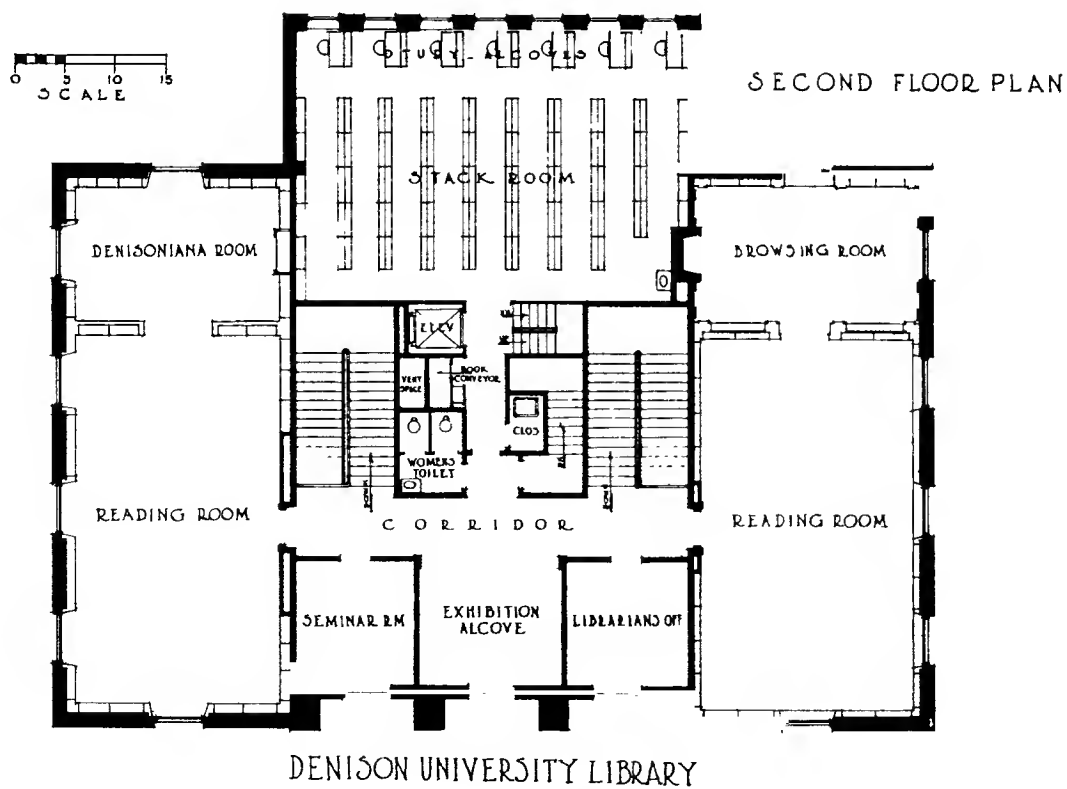 0 5 10 15
SCALE
SECOND FLOOR PLAN
STUDY-ALCOVES
STACK ROOM
DENISONIANA ROOM
BROWSING ROOM
ELEV
BOOK
CONVEYOR
VENT
SPACE
CLOS
WOMENS
TOILET
READING ROOM
CORRIDOR
READING ROOM
SEMINAR RM
EXHIBITION
ALCOVE
LIBRARIANS OFF
DENISON UNIVERSITY LIBRARY